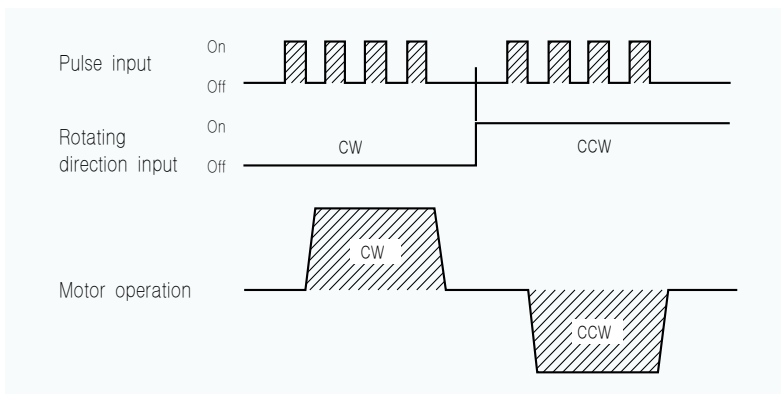 On
Pulse input
Off
On
Rotating
direction input
Off
CW
CCW
CW
Motor operation
CCW